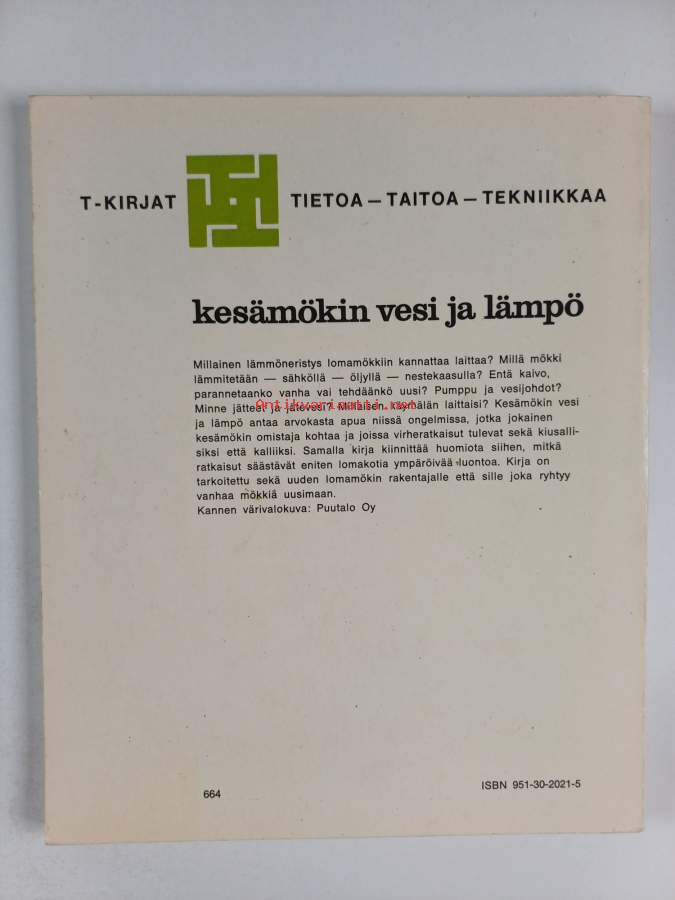 T-KIRJAT TIETOA — TAITOA — TEKNIIKKAA
kesämökin vesi ja lämpö
Millainen lämmöneristys lomamökkiin kannattaa laittaa? Millä mökki
lämmitetään — sähköllä — öljyllä — nestekaasulla? Entä kaivo,
parannetaanko vanha vai tehdäänkö uusi? Pumppu ja vesijohdot?
Minne jätteet ja jätevesi? Millaisen käymälän laittaisi? Kesämökin vesi
ja lämpö antaa arvokasta apua niissä ongelmissa, jotka jokainen
kesämökin omistaja kohtaa ja joissa virheratkaisut tulevat sekä kiusalli-
siksi että kalliiksi. Samalla kirja kiinnittää huomiota siihen, mitkä
ratkaisut säästävät eniten lomakotia ympäröivää luontoa. Kirja on
tarkoitettu sekä uuden lomamökin rakentajalle että sille joka ryhtyy
vanhaa mökkiä uusimaan.
Kannen värivalokuva: Puutalo Oy
Antikvariaatti.net
664
ISBN 951-30-2021-5